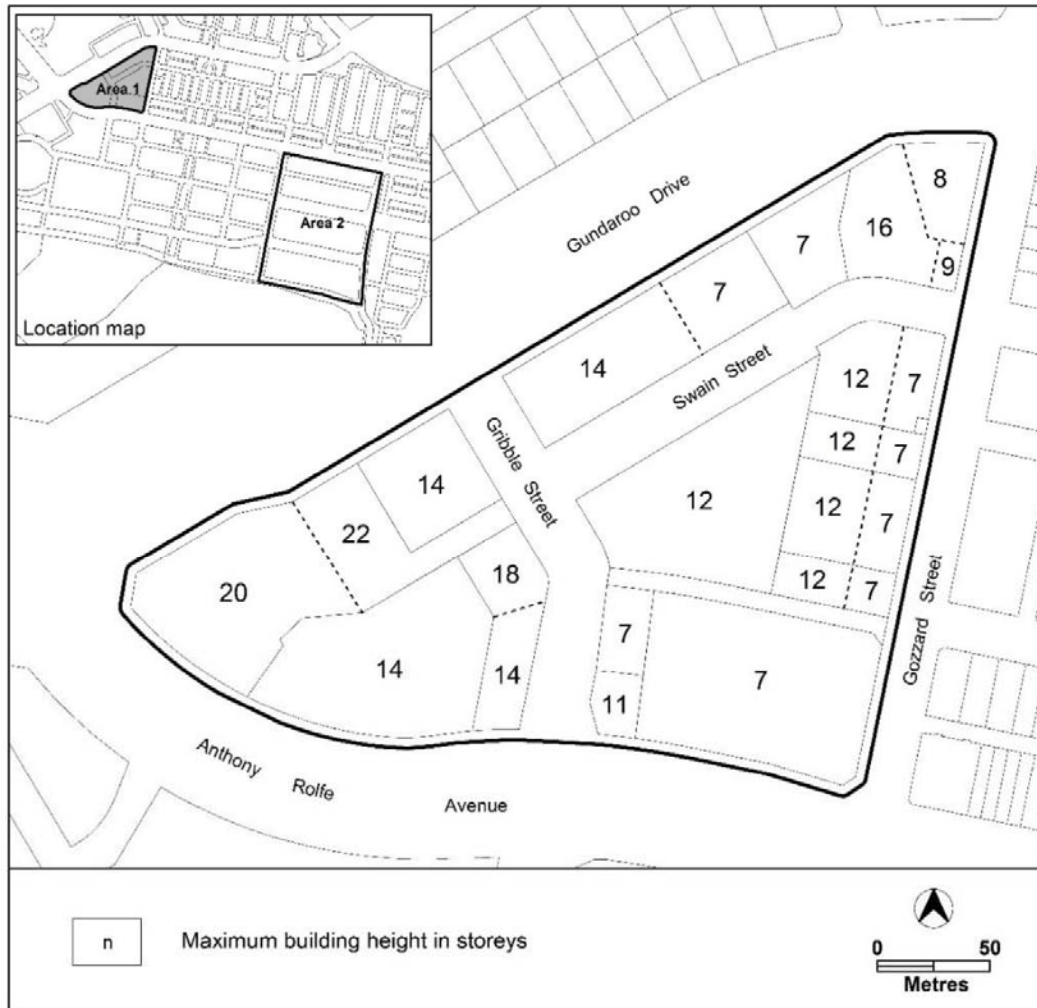 Area 1
Area 2
Location map
Gundaroo Drive
8
16
9
7
7
14
Swain Street
12
7
Gribble Street
12
7
14
12
12
7
22
18
12
7
20
7
14
14
11
7
Gozzard Street
Anthony Rolfe Avenue
n
Maximum building height in storeys
0 50
Metres